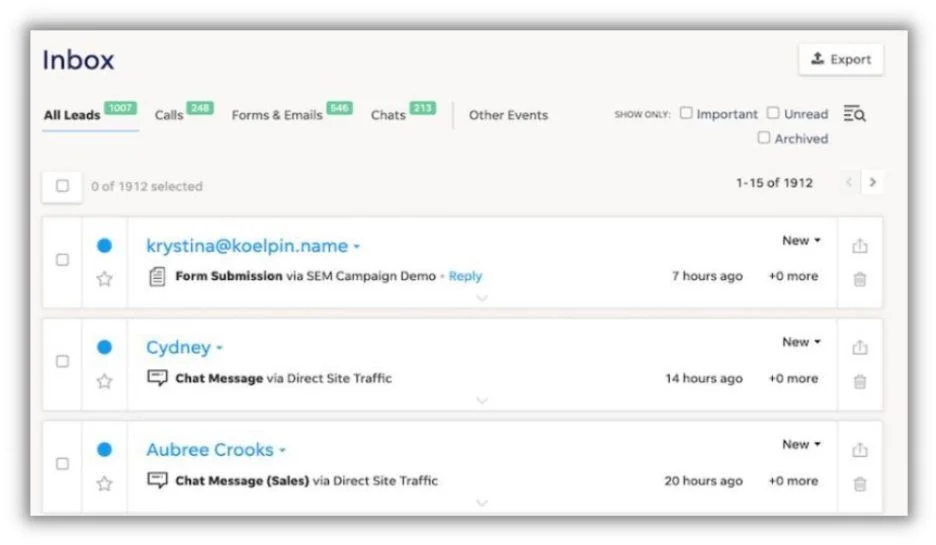 Inbox
Export
All Leads 1007 Calls 248 Forms & Emails 546 Chats 213 Other Events SHOW ONLY: Important Unread
Archived
0 of 1912 selected 1-15 of 1912
krystina@koelpin.name New
Form Submission via SEM Campaign Demo • Reply 7 hours ago +0 more
Cydney New
Chat Message via Direct Site Traffic 14 hours ago +0 more
Aubree Crooks New
Chat Message (Sales) via Direct Site Traffic 20 hours ago +0 more